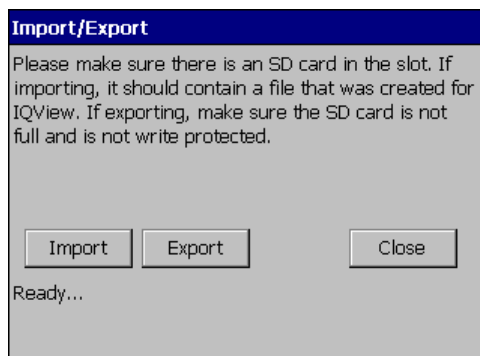 Import/Export
Please make sure there is an SD card in the slot. If
importing, it should contain a file that was created for
IQView. If exporting, make sure the SD card is not
full and is not write protected.
Import Export Close
Ready...